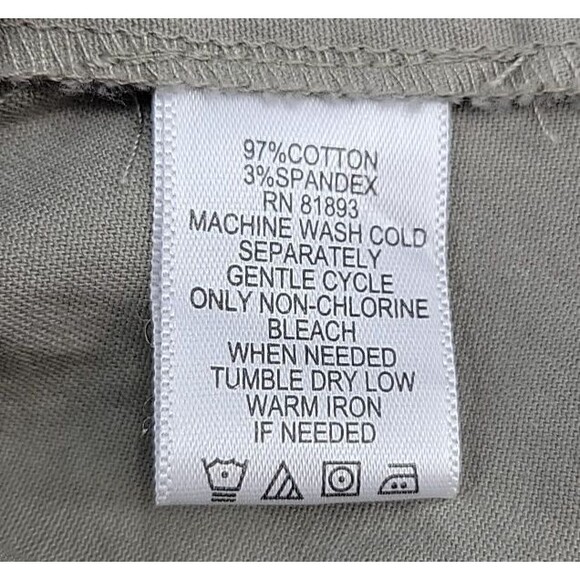 97%COTTON
3%SPANDEX
RN 81893
MACHINE WASH COLD
SEPARATELY
GENTLE CYCLE
ONLY NON-CHLORINE
BLEACH
WHEN NEEDED
TUMBLE DRY LOW
WARM IRON
IF NEEDED